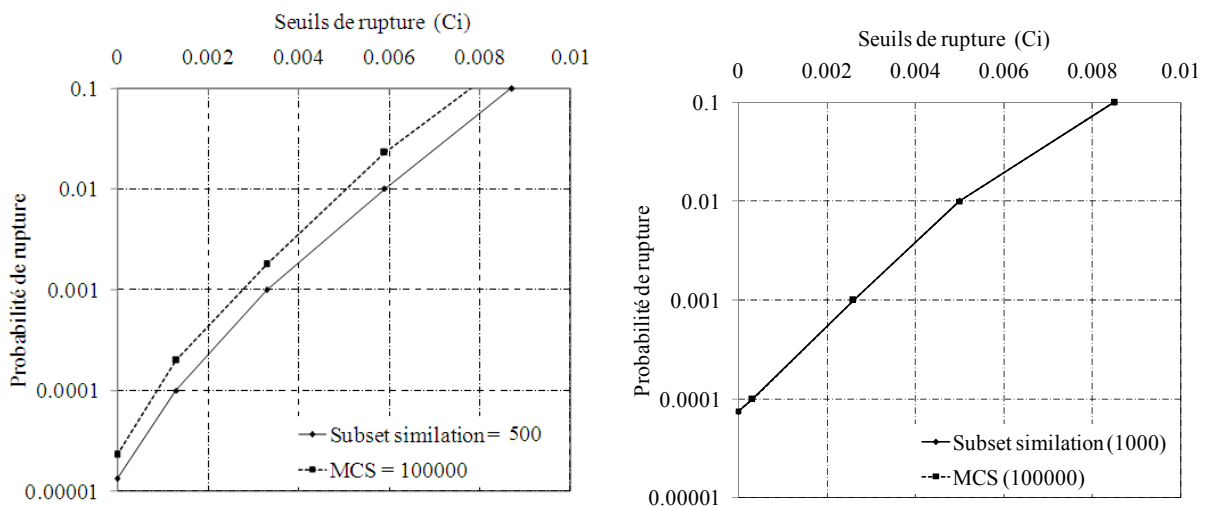 Seuils de rupture (Ci)
0 0.002 0.004 0.006 0.008 0.01
0.1
0.01
0.001
0.0001
0.00001
Probabilité de rupture
Subset similation = 500
MCS = 100000
Seuils de rupture (Ci)
0 0.002 0.004 0.006 0.008 0.01
0.1
0.01
0.001
0.0001
0.00001
Probabilité de rupture
Subset similation (1000)
MCS (100000)